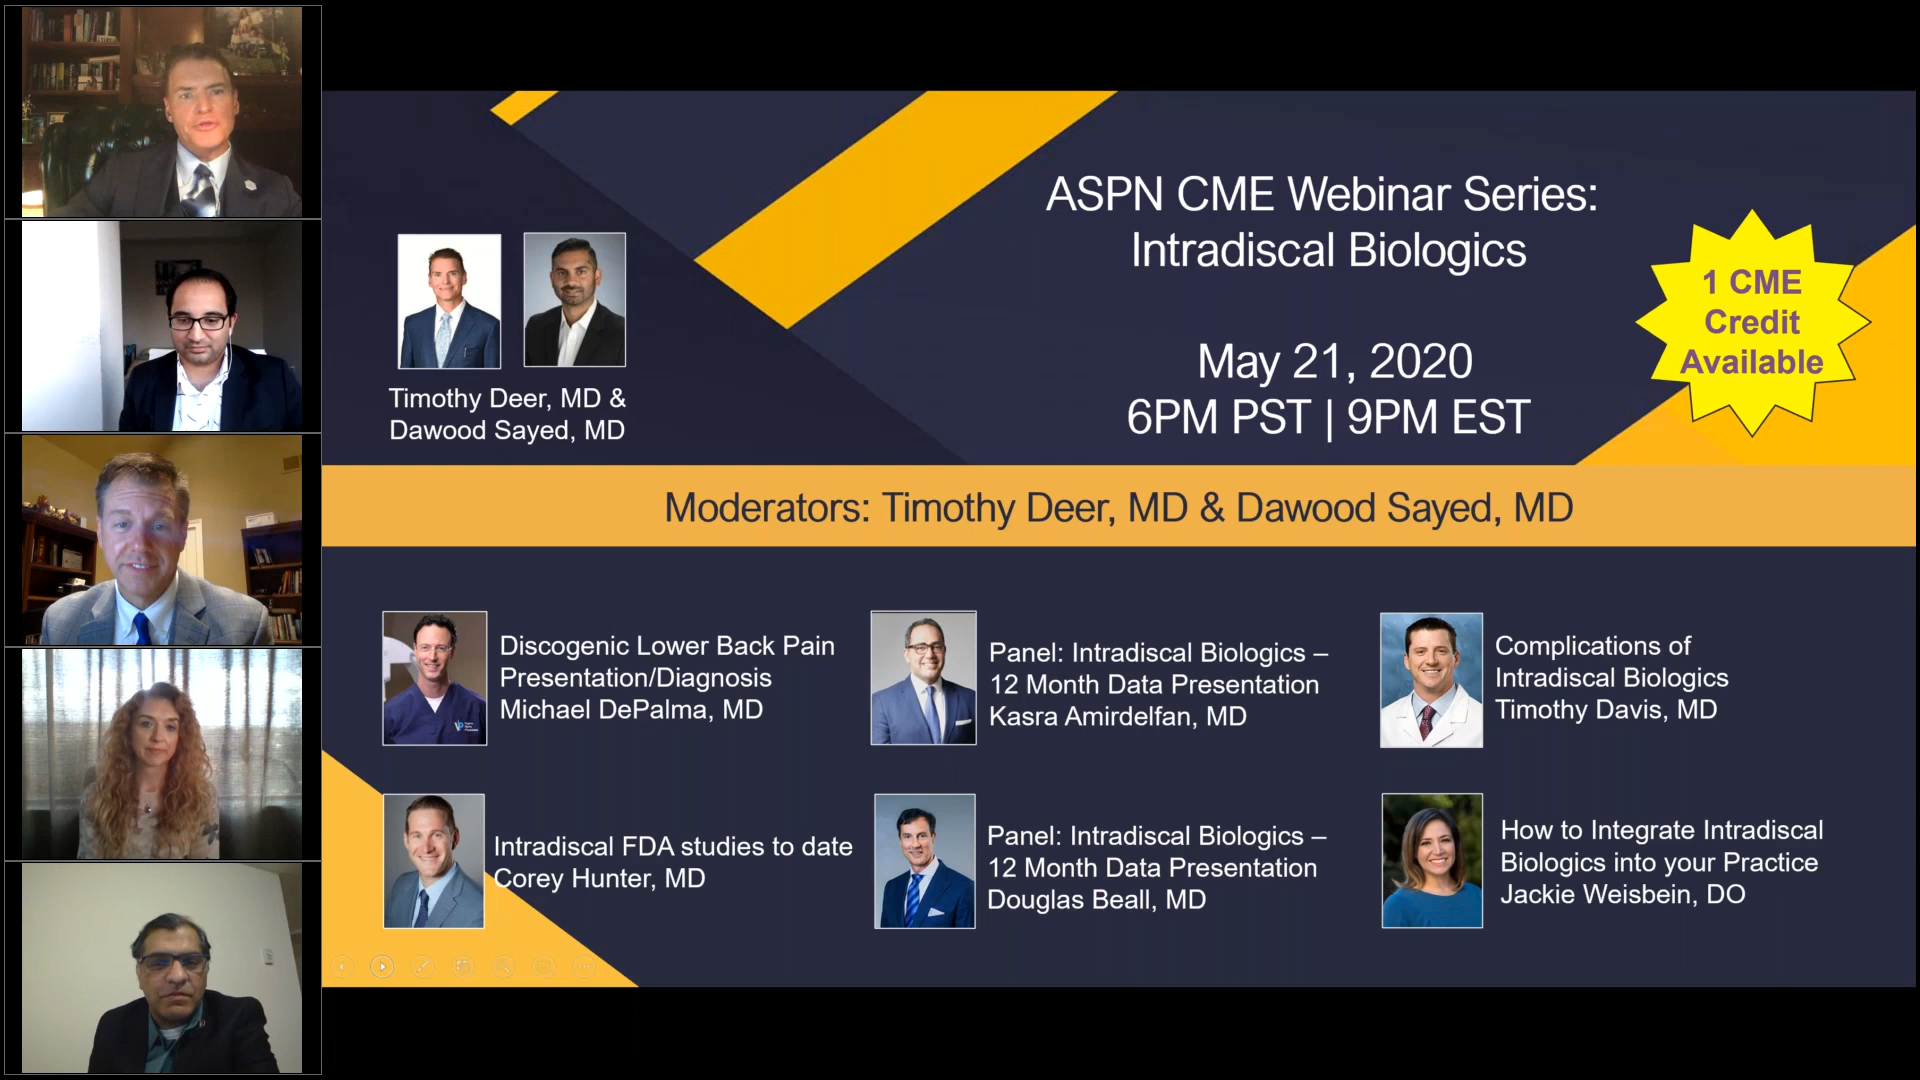 ASPN CME Webinar Series:
Intradiscal Biologics
May 21, 2020
6PM PST | 9PM EST
1 CME
Credit
Available
Timothy Deer, MD &
Dawood Sayed, MD
Moderators: Timothy Deer, MD & Dawood Sayed, MD
Discogenic Lower Back Pain
Presentation/Diagnosis
Michael DePalma, MD
Panel: Intradiscal Biologics –
12 Month Data Presentation
Kasra Amirdelfan, MD
Complications of
Intradiscal Biologics
Timothy Davis, MD
Intradiscal FDA studies to date
Corey Hunter, MD
Panel: Intradiscal Biologics –
12 Month Data Presentation
Douglas Beall, MD
How to Integrate Intradiscal
Biologics into your Practice
Jackie Weisbein, DO